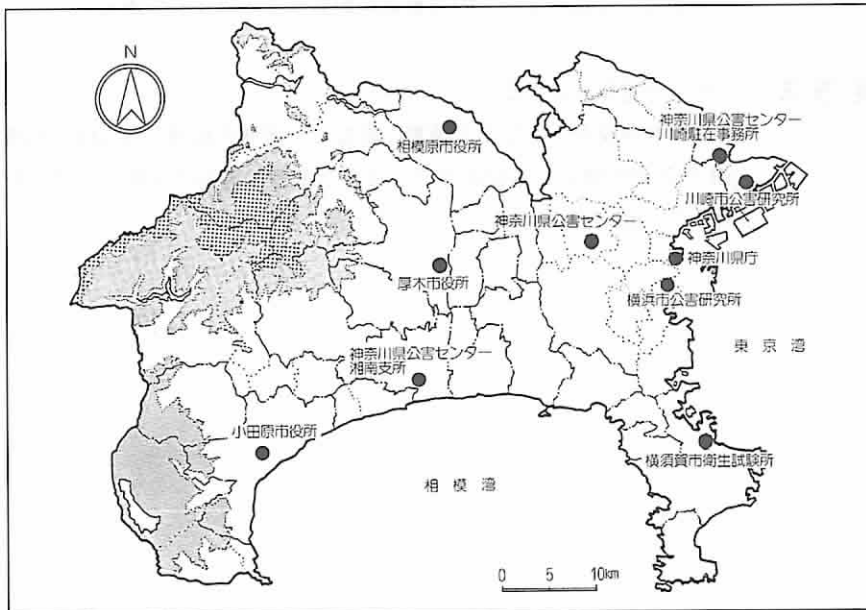 N
相模原市役所
神奈川県公害センター
川崎駐在事務所
川崎市公害研究所
神奈川県公害センター
神奈川県庁
厚木市役所
横浜市公害研究所
東京湾
神奈川県公害センター
湘南支所
小田原市役所
横須賀市衛生試験所
相模湾
0 5 10km